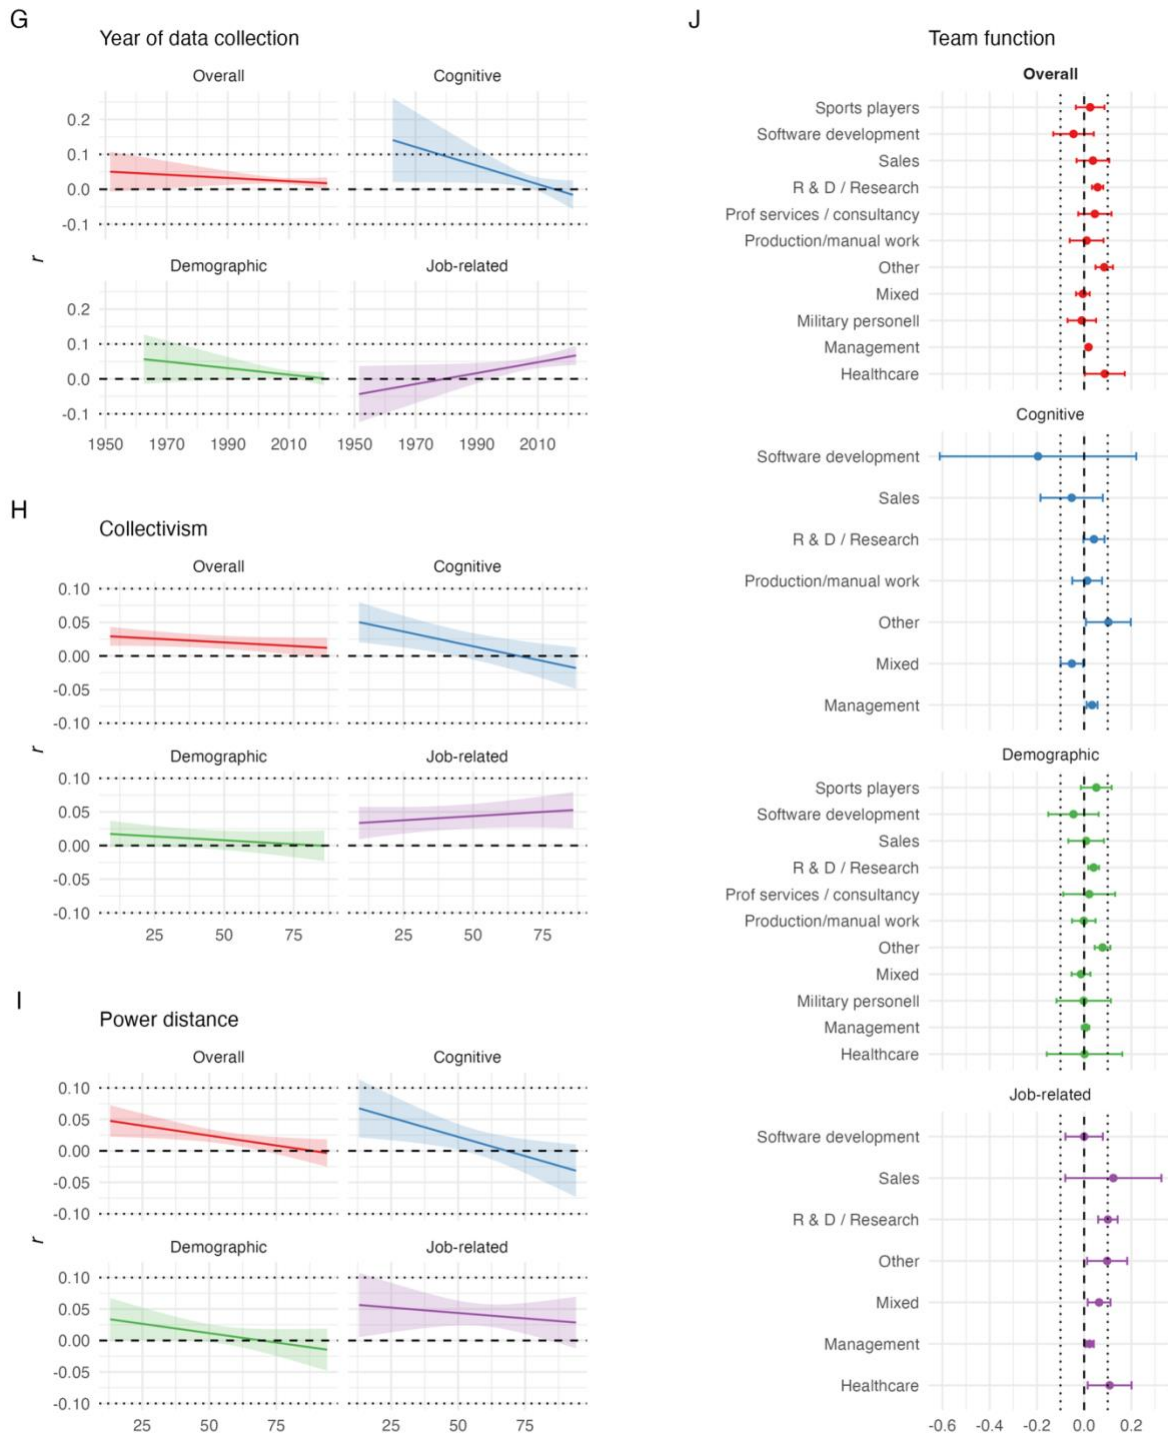 G
Year of data collection
Overall Cognitive
0.2
0.1
0.0
-0.1
r
Demographic Job-related
0.2
0.1
0.0
-0.1
1950 1970 1990 2010 1950 1970 1990 2010
H
Collectivism
Overall Cognitive
0.10
0.05
0.00
-0.05
-0.10
r
Demographic Job-related
0.10
0.05
0.00
-0.05
-0.10
25 50 75 25 50 75
I
Power distance
Overall Cognitive
0.10
0.05
0.00
-0.05
-0.10
r
Demographic Job-related
0.10
0.05
0.00
-0.05
-0.10
25 50 75 25 50 75
J
Team function
Overall
Sports players
Software development
Sales
R & D / Research
Prof services / consultancy
Production/manual work
Other
Mixed
Military personell
Management
Healthcare
Cognitive
Software development
Sales
R & D / Research
Production/manual work
Other
Mixed
Management
Demographic
Sports players
Software development
Sales
R & D / Research
Prof services / consultancy
Production/manual work
Other
Mixed
Military personell
Management
Healthcare
Job-related
Software development
Sales
R & D / Research
Other
Mixed
Management
Healthcare
-0.6 -0.4 -0.2 0.0 0.2